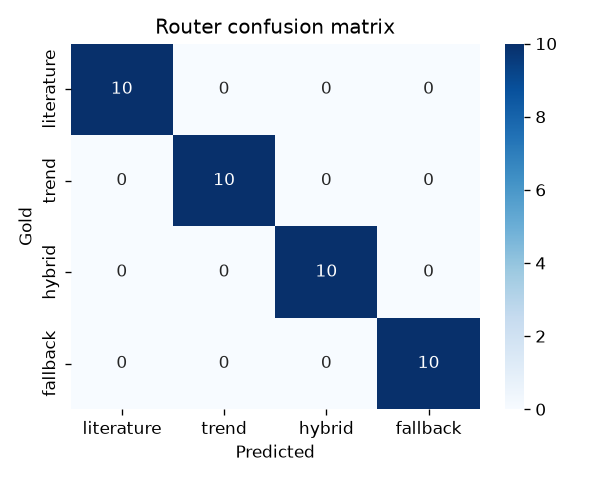 Router confusion matrix
literature 10 0 0 0
trend 0 10 0 0
hybrid 0 0 10 0
fallback 0 0 0 10
Gold
literature trend hybrid fallback
Predicted
10
8
6
4
2
0